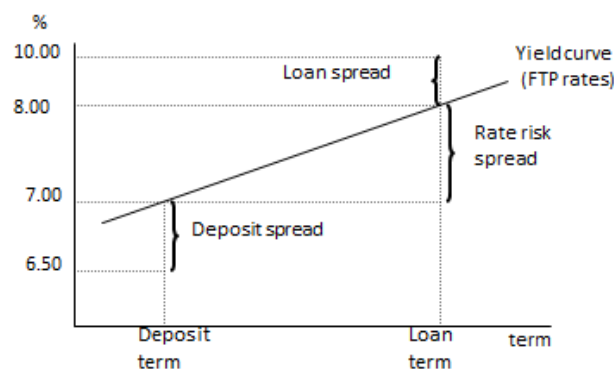 %
10.00
Loan spread
Yield curve
(FTP rates)
8.00
Rate risk
spread
7.00
Deposit spread
6.50
Deposit
term
Loan
term
term